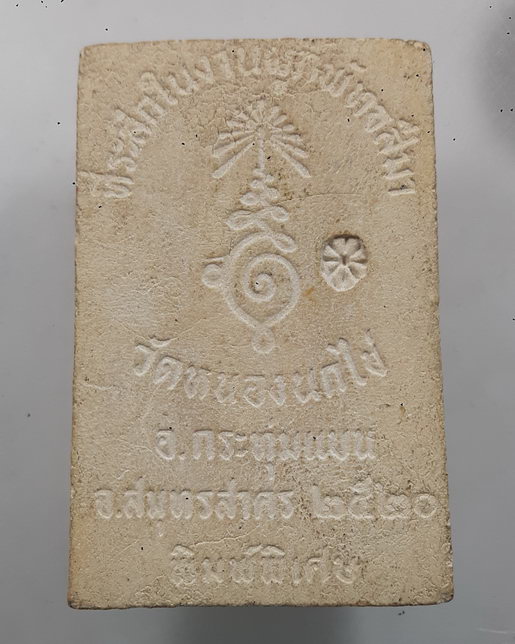 ที่ระลึกในงานผูกพัทธสีมา
วัดหนองนกไข่
อ.กระทุ่มแบน
จ.สมุทรสาคร ๒๕๒๐
พิมพ์พิเศษ